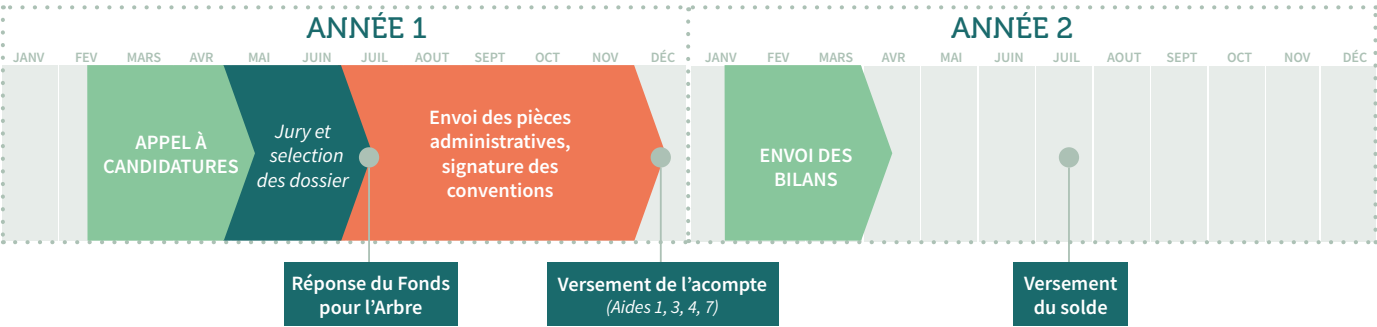 ANNÉE 1
ANNÉE 2
JANV FEV MARS AVR MAI JUIN JUIL AOUT SEPT OCT NOV DÉC
JANV FEV MARS AVR MAI JUIN JUIL AOUT SEPT OCT NOV DÉC
APPEL À
CANDIDATURES
Jury et
selection
des dossier
Envoi des pièces
administratives,
signature des
conventions
ENVOI DES
BILANS
Réponse du Fonds
pour l’Arbre
Versement de l’acompte
(Aides 1, 3, 4, 7)
Versement
du solde